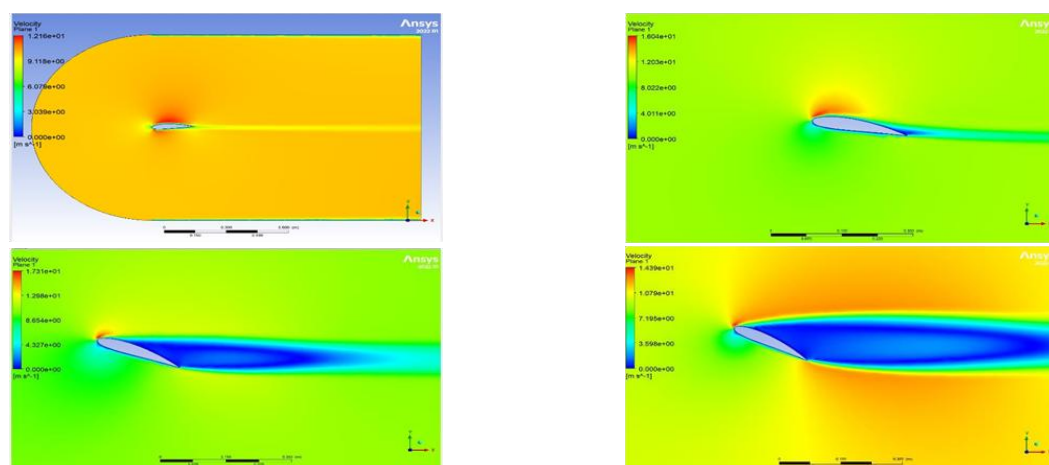 Velocity
Plane 1
1.216e+01
9.118e+00
6.079e+00
3.039e+00
0.000e+00
[m s^-1]
Ansys
Velocity
Plane 1
1.604e+01
1.203e+01
8.022e+00
4.011e+00
0.000e+00
[m s^-1]
Ansys
Velocity
Plane 1
1.731e+01
1.298e+01
8.654e+00
4.327e+00
0.000e+00
[m s^-1]
Ansys
Velocity
Plane 1
1.439e+01
1.079e+01
7.195e+00
3.598e+00
0.000e+00
[m s^-1]
Ansys